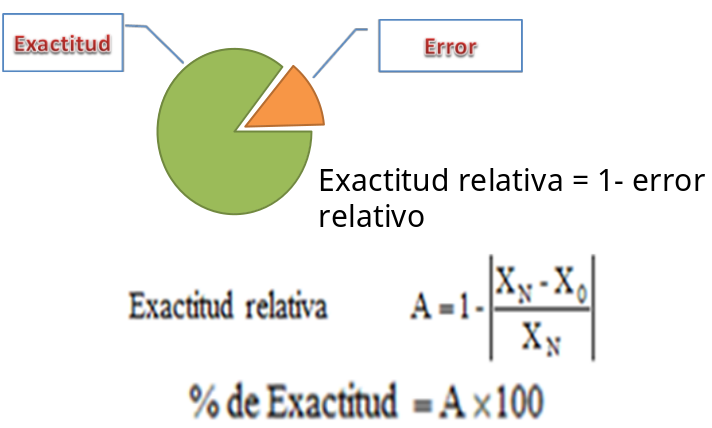 Exactitud
Error
Exactitud relativa = 1- error
relativo
Exactitud relativa A = 1 - |X_N - X_0 / X_N|
% de Exactitud = A × 100